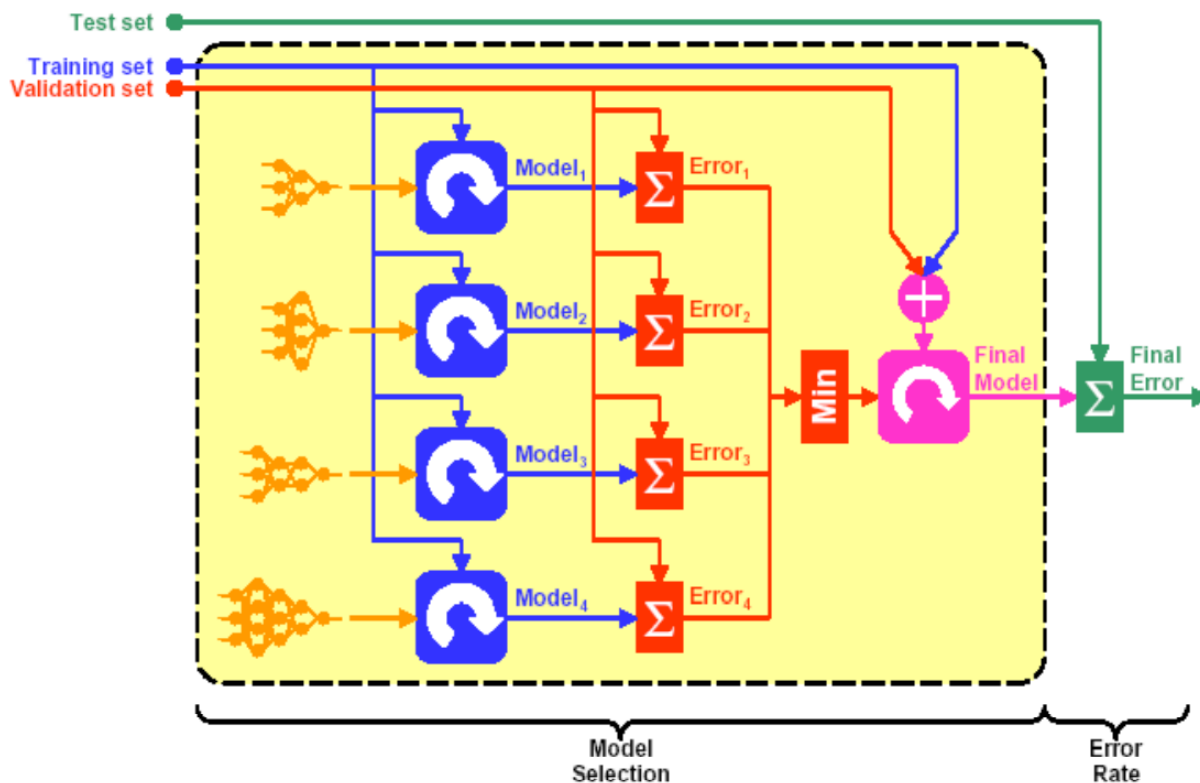 Test set
Training set
Validation set
Model₁
Σ
Error₁
Model₂
Σ
Error₂
Final
Model
Final
Error
Min
Σ
Model₃
Σ
Error₃
Model₄
Σ
Error₄
Model
Selection
Error
Rate